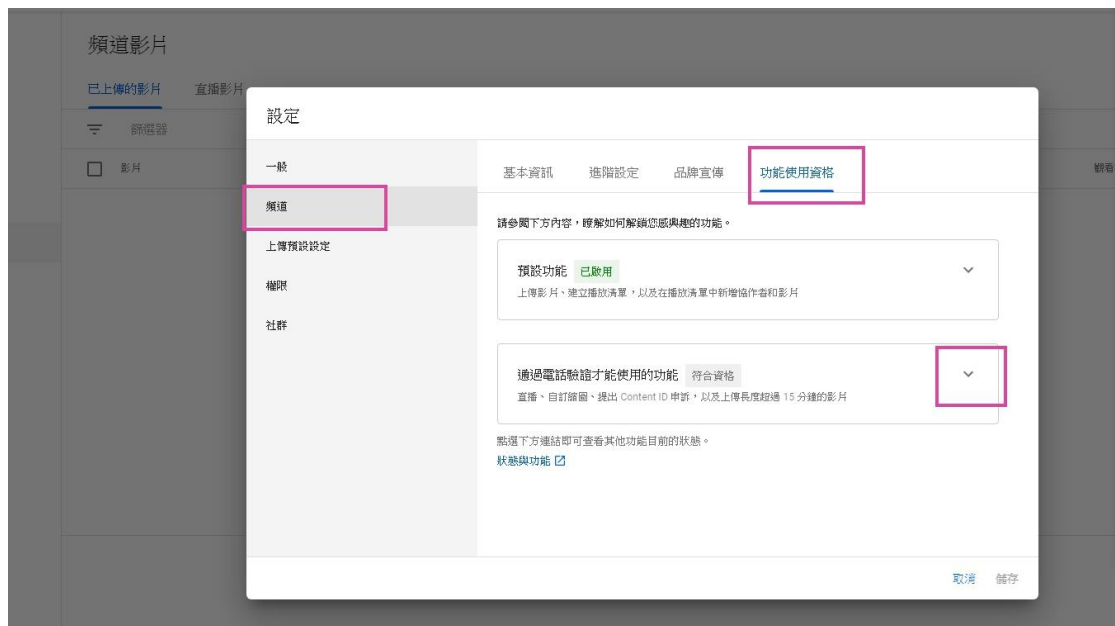 頻道影片
已上傳的影片 直播影片
篩選器
影片
觀看
設定
一般
頻道
上傳預設設定
權限
社群
基本資訊 進階設定 品牌宣傳 功能使用資格
請參閱下方內容，瞭解如何解鎖您感興趣的功能。
預設功能 已啟用
上傳影片、建立播放清單，以及在播放清單中新增協作者和影片
通過電話驗證才能使用的功能 符合資格
直播、自訂縮圖、提出 Content ID 申訴，以及上傳長度超過 15 分鐘的影片
點選下方連結即可查看其他功能目前的狀態。
狀態與功能
取消 儲存